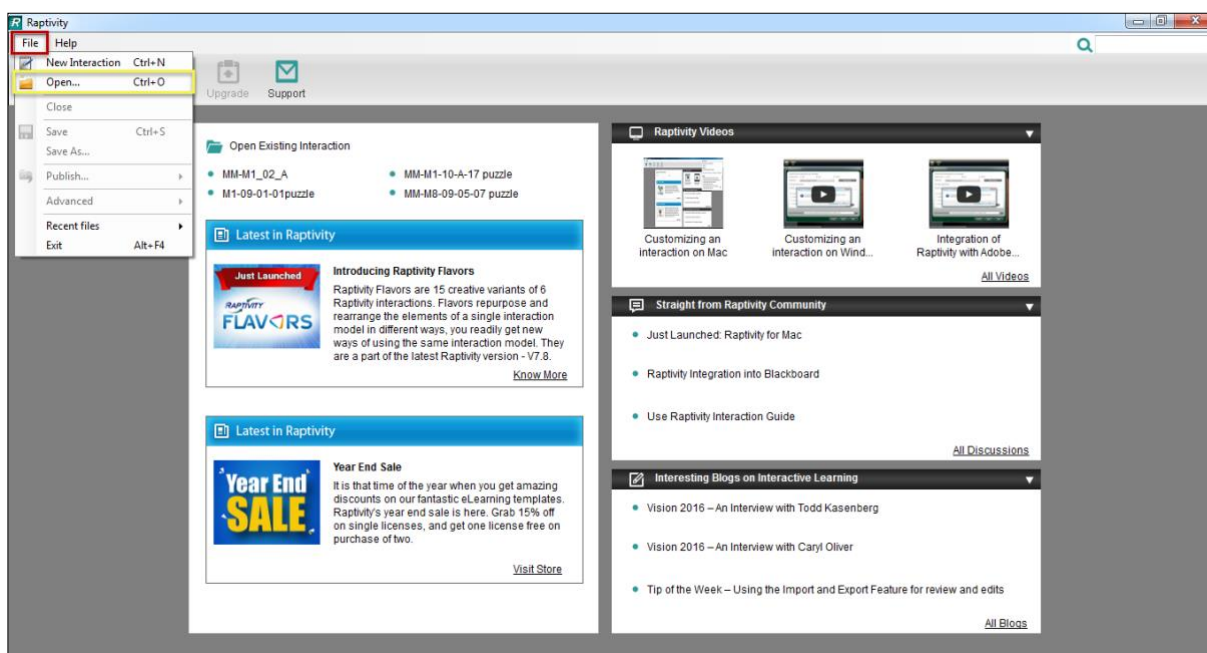 Raptivity
File Help
New Interaction Ctrl+N
Open... Ctrl+O
Close
Save Ctrl+S
Save As...
Publish...
Advanced
Recent files
Exit Alt+F4
Upgrade Support
Open Existing Interaction
MM-M1_02_A MM-M1-10-A-17 puzzle
M1-09-01-01puzzle MM-M8-09-05-07 puzzle
Latest in Raptivity
Just Launched
RAPTIVITY
FLAVORS
Introducing Raptivity Flavors
Raptivity Flavors are 15 creative variants of 6
Raptivity interactions. Flavors repurpose and
rearrange the elements of a single interaction
model in different ways, you readily get new
ways of using the same interaction model. They
are a part of the latest Raptivity version - V7.8.
Know More
Latest in Raptivity
Year End
SALE
Year End Sale
It is that time of the year when you get amazing
discounts on our fantastic eLearning templates.
Raptivity's year end sale is here. Grab 15% off
on single licenses, and get one license free on
purchase of two.
Visit Store
Raptivity Videos
Customizing an
interaction on Mac
Customizing an
interaction on Wind...
Integration of
Raptivity with Adobe...
All Videos
Straight from Raptivity Community
Just Launched: Raptivity for Mac
Raptivity Integration into Blackboard
Use Raptivity Interaction Guide
All Discussions
Interesting Blogs on Interactive Learning
Vision 2016 – An Interview with Todd Kasenberg
Vision 2016 – An Interview with Caryl Oliver
Tip of the Week – Using the Import and Export Feature for review and edits
All Blogs